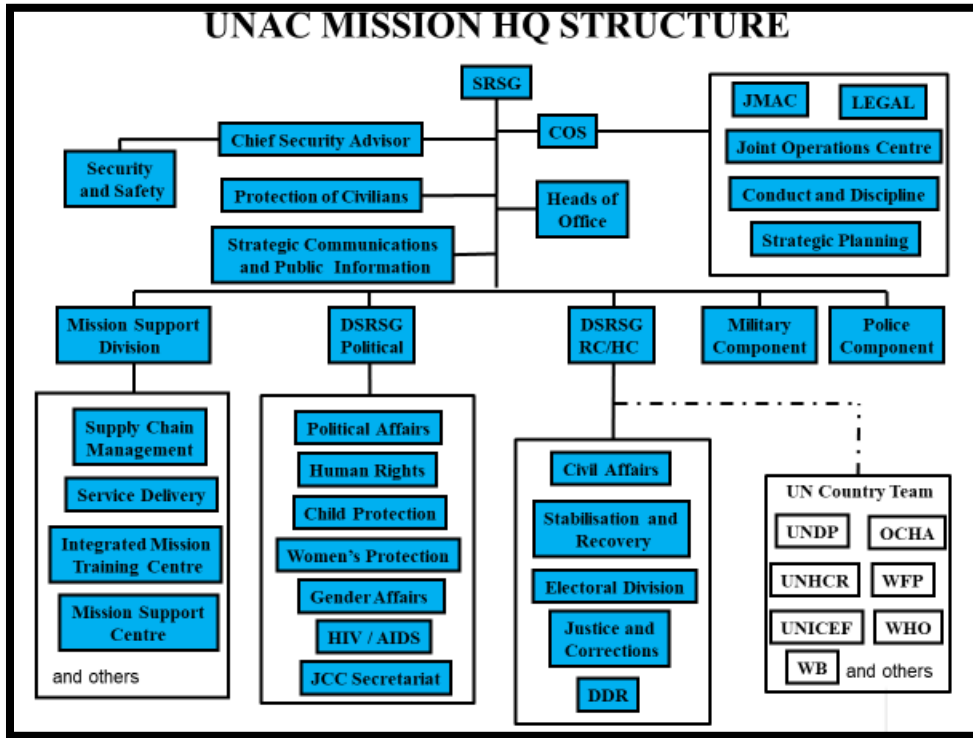 UNAC MISSION HQ STRUCTURE
SRSG
COS
JMAC
LEGAL
Joint Operations Centre
Conduct and Discipline
Strategic Planning
Chief Security Advisor
Security
and Safety
Protection of Civilians
Heads of
Office
Strategic Communications
and Public Information
Mission Support
Division
DSRSG
Political
DSRSG
RC/HC
Military
Component
Police
Component
Supply Chain
Management
Service Delivery
Integrated Mission
Training Centre
Mission Support
Centre
and others
Political Affairs
Human Rights
Child Protection
Women's Protection
Gender Affairs
HIV / AIDS
JCC Secretariat
Civil Affairs
Stabilisation and
Recovery
Electoral Division
Justice and
Corrections
DDR
UN Country Team
UNDP
OCHA
UNHCR
WFP
UNICEF
WHO
WB
and others